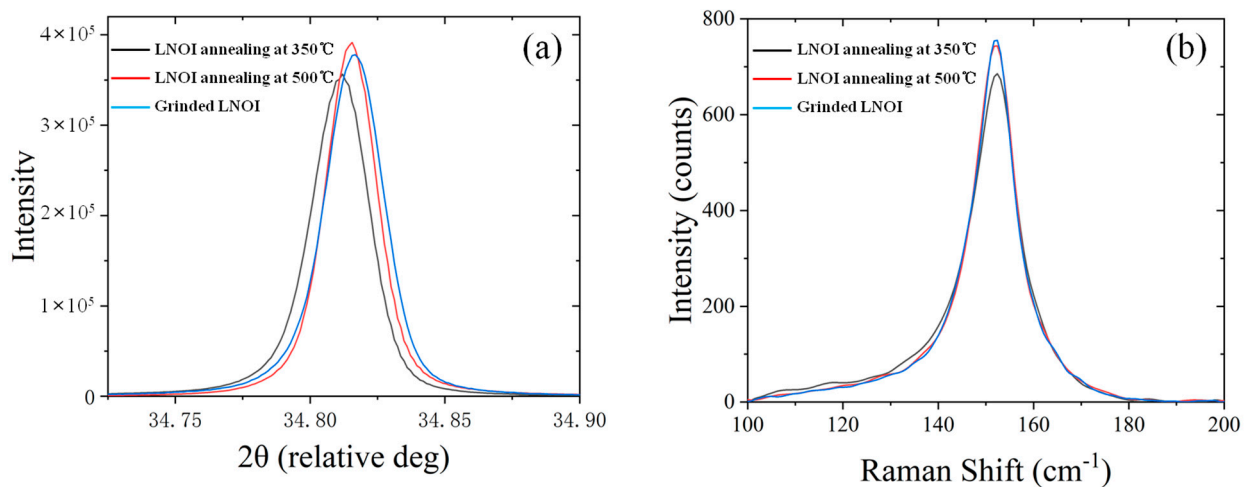 (a)
LNOI annealing at 350℃
LNOI annealing at 500℃
Grinded LNOI
4×10⁵
3×10⁵
2×10⁵
1×10⁵
0
Intensity
34.75 34.80 34.85 34.90
2θ (relative deg)
(b)
LNOI annealing at 350℃
LNOI annealing at 500℃
Grinded LNOI
800
600
400
200
0
Intensity (counts)
100 120 140 160 180 200
Raman Shift (cm⁻¹)